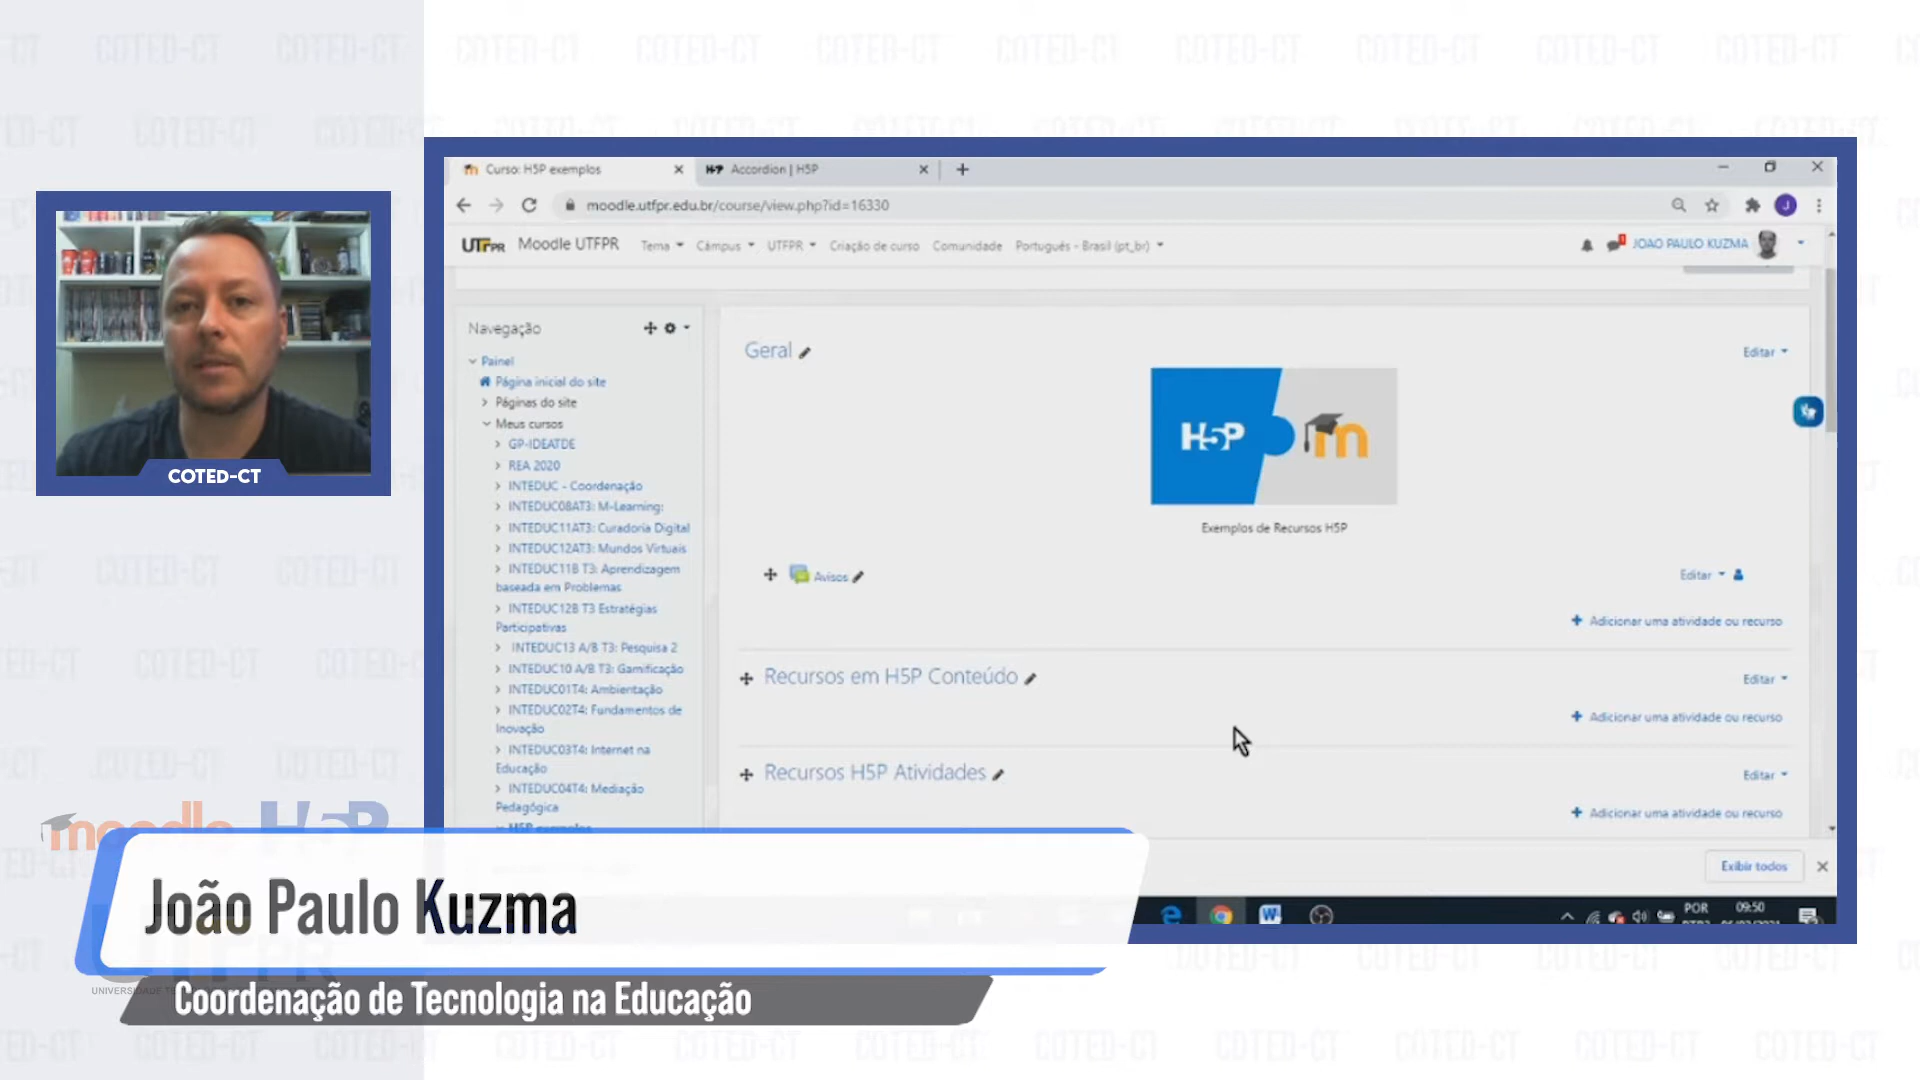 Curso: H5P exemplos
H5P Accordion | H5P
moodle.utfpr.edu.br/course/view.php?id=16330
UTFPR Moodle UTFPR Tema Câmpus UTFPR Criação de curso Comunidade Português - Brasil (pt_br)
JOAO PAULO KUZMA
Navegação
Painel
Página inicial do site
Páginas do site
Meus cursos
GP-IDEATDE
REA 2020
INTEDUC - Coordenação
INTEDUC08AT3: M-Learning:
INTEDUC11AT3: Curadoria Digital
INTEDUC12AT3: Mundos Virtuais
INTEDUC11B T3: Aprendizagem
baseada em Problemas
INTEDUC12B T3 Estratégias
Participativas
INTEDUC13 A/B T3: Pesquisa 2
INTEDUC10 A/B T3: Gamificação
INTEDUC01T4: Ambientação
INTEDUC02T4: Fundamentos de
Inovação
INTEDUC03T4: Internet na
Educação
INTEDUC04T4: Mediação
Pedagógica
H5P exemplos
Geral
Editar
H5P m
Exemplos de Recursos H5P
Avisos
Editar
Adicionar uma atividade ou recurso
Recursos em H5P Conteúdo
Editar
Adicionar uma atividade ou recurso
Recursos H5P Atividades
Editar
Adicionar uma atividade ou recurso
Exibir todos
POR
09:50
COTED-CT
moodle H5P
João Paulo Kuzma
UTFPR
Coordenação de Tecnologia na Educação